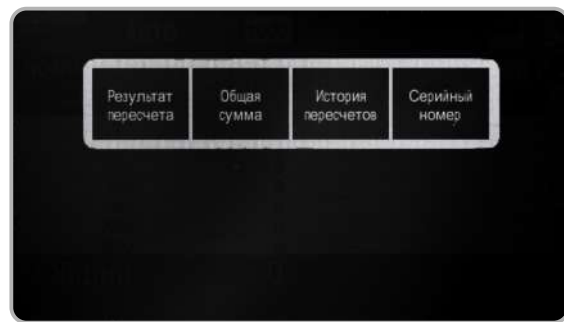 Результат пересчета
Общая сумма
История пересчетов
Серийный номер